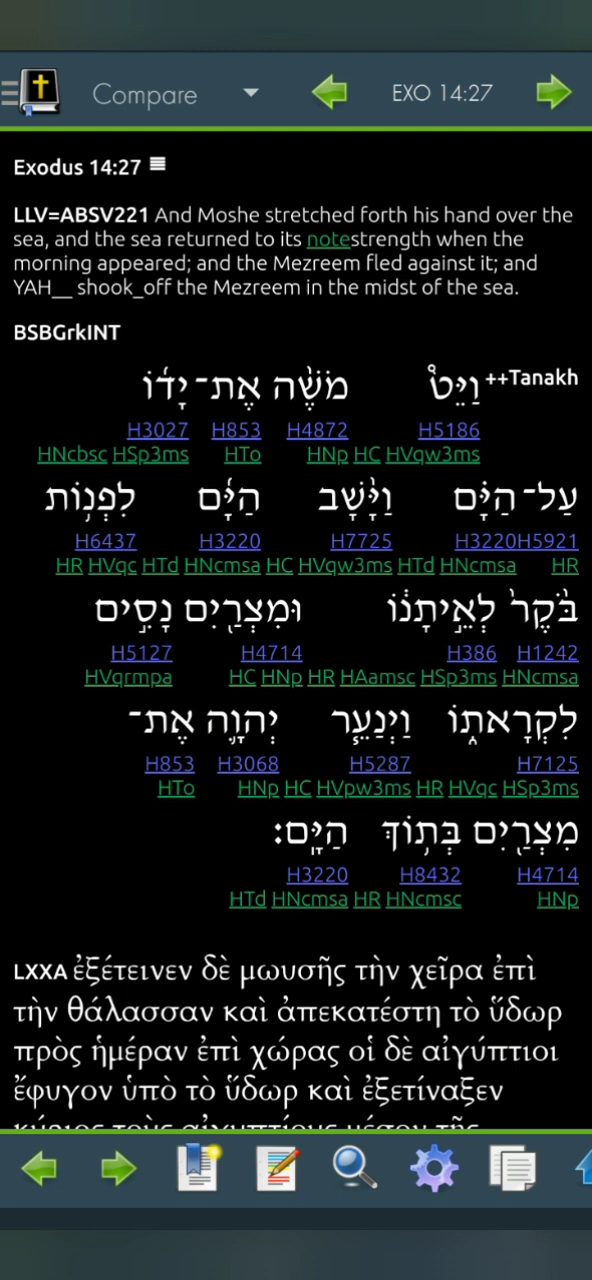 Compare
EXO 14:27
Exodus 14:27
LLV=ABSV221 And Moshe stretched forth his hand over the
sea, and the sea returned to its notestrength when the
morning appeared; and the Mezreem fled against it; and
YAH__ shook_off the Mezreem in the midst of the sea.
BSBGrkINT
++Tanakh וַיֵּט֩ מֹשֶׁ֨ה אֶת־יָד֜וֹ
H3027 H853 H4872 H5186
HNcbsc HSp3ms HTo HNp HC HVqw3ms
עַל־הַיָּ֗ם וַיָּ֨שָׁב הַיָּ֜ם לִפְנ֥וֹת
H6437 H3220 H7725 H3220H5921
HR HVqc HTd HNcmsa HC HVqw3ms HTd HNcmsa HR
בֹּ֙קֶר֙ לְאֵ֣יתָנ֔וֹ וּמִצְרַ֖יִם נָסִ֣ים
H5127 H4714 H386 H1242
HVqrmpa HC HNp HR HAamsc HSp3ms HNcmsa
לִקְרָאת֑וֹ וַיְנַעֵ֧ר יְהוָ֛ה אֶת־
H853 H3068 H5287 H7125
HTo HNp HC HVpw3ms HR HVqc HSp3ms
מִצְרַ֖יִם בְּת֥וֹךְ הַיָּֽם׃
H3220 H8432 H4714
HTd HNcmsa HR HNcmsc HNp
LXXA ἐξέτεινεν δὲ μωυσῆς τὴν χεῖρα ἐπὶ
τὴν θάλασσαν καὶ ἀπεκατέστη τὸ ὕδωρ
πρὸς ἡμέραν ἐπὶ χώρας οἱ δὲ αἰγύπτιοι
ἔφυγον ὑπὸ τὸ ὕδωρ καὶ ἐξετίναξεν
κύριος τοὺς αἰγυπτίους μέσον τῆς